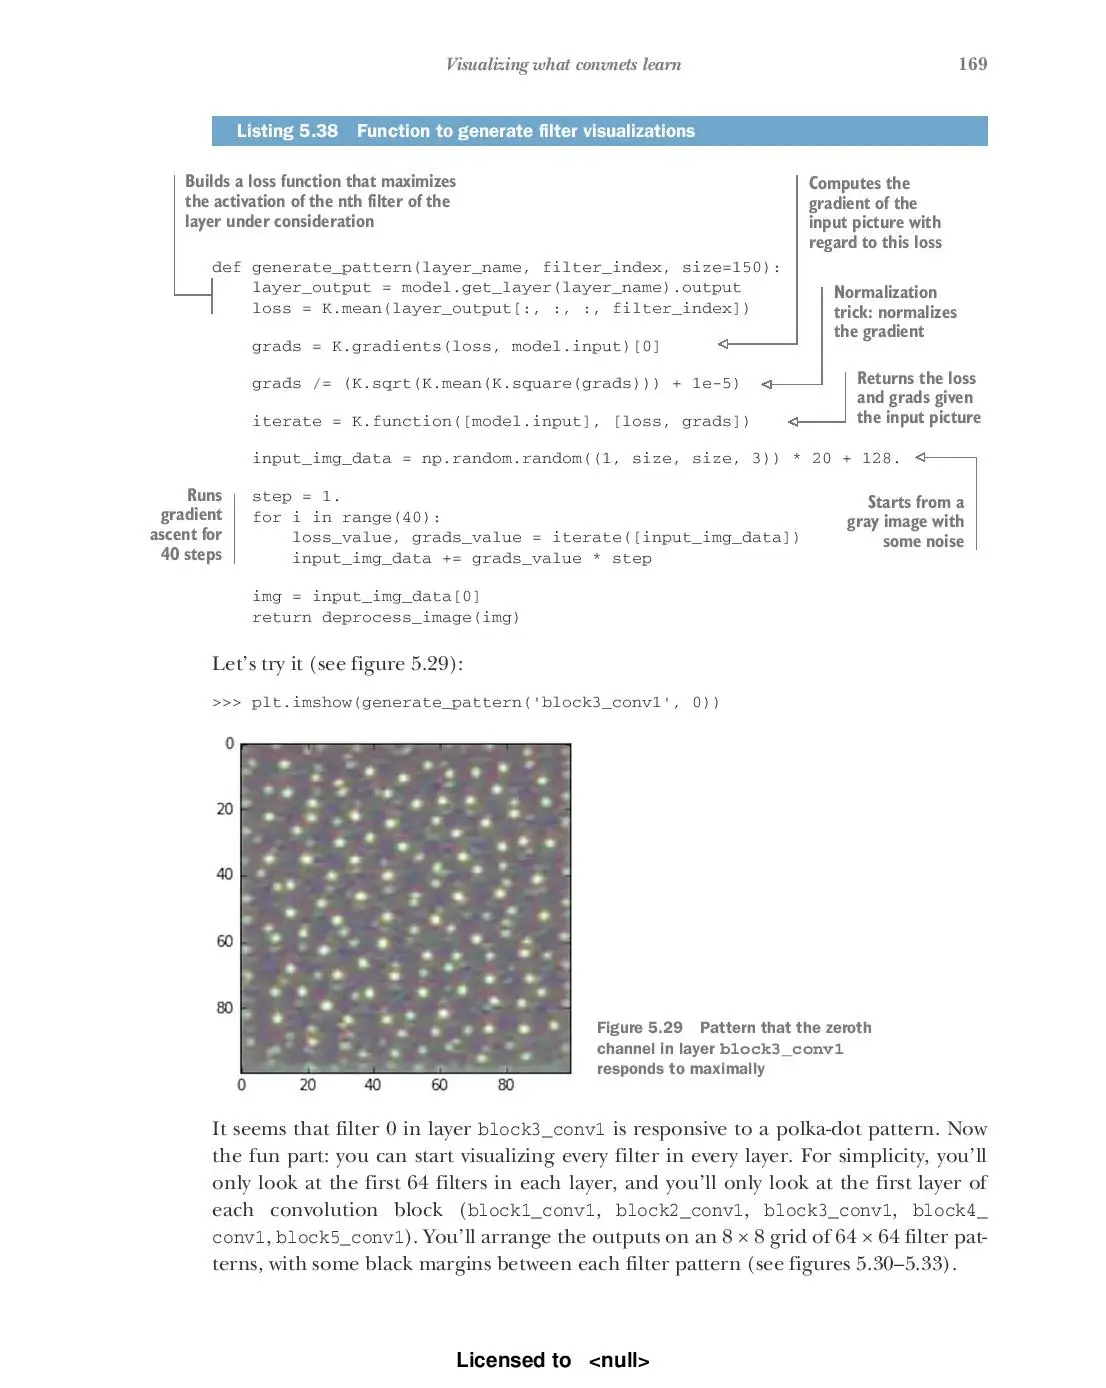 Visualizing what convnets learn 169
Listing 5.38 Function to generate filter visualizations
Builds a loss function that maximizes
the activation of the nth filter of the
layer under consideration
Computes the
gradient of the
input picture with
regard to this loss
def generate_pattern(layer_name, filter_index, size=150):
    layer_output = model.get_layer(layer_name).output
    loss = K.mean(layer_output[:, :, :, filter_index])
Normalization
trick: normalizes
the gradient
    grads = K.gradients(loss, model.input)[0]
    grads /= (K.sqrt(K.mean(K.square(grads))) + 1e-5)
Returns the loss
and grads given
the input picture
    iterate = K.function([model.input], [loss, grads])
    input_img_data = np.random.random((1, size, size, 3)) * 20 + 128.
Starts from a
gray image with
some noise
Runs
gradient
ascent for
40 steps
    step = 1.
    for i in range(40):
        loss_value, grads_value = iterate([input_img_data])
        input_img_data += grads_value * step
    img = input_img_data[0]
    return deprocess_image(img)
Let's try it (see figure 5.29):
>>> plt.imshow(generate_pattern('block3_conv1', 0))
0
20
40
60
80
0 20 40 60 80
Figure 5.29 Pattern that the zeroth
channel in layer block3_conv1
responds to maximally
It seems that filter 0 in layer block3_conv1 is responsive to a polka-dot pattern. Now
the fun part: you can start visualizing every filter in every layer. For simplicity, you'll
only look at the first 64 filters in each layer, and you'll only look at the first layer of
each convolution block (block1_conv1, block2_conv1, block3_conv1, block4_
conv1, block5_conv1). You'll arrange the outputs on an 8 × 8 grid of 64 × 64 filter pat-
terns, with some black margins between each filter pattern (see figures 5.30–5.33).
Licensed to <null>